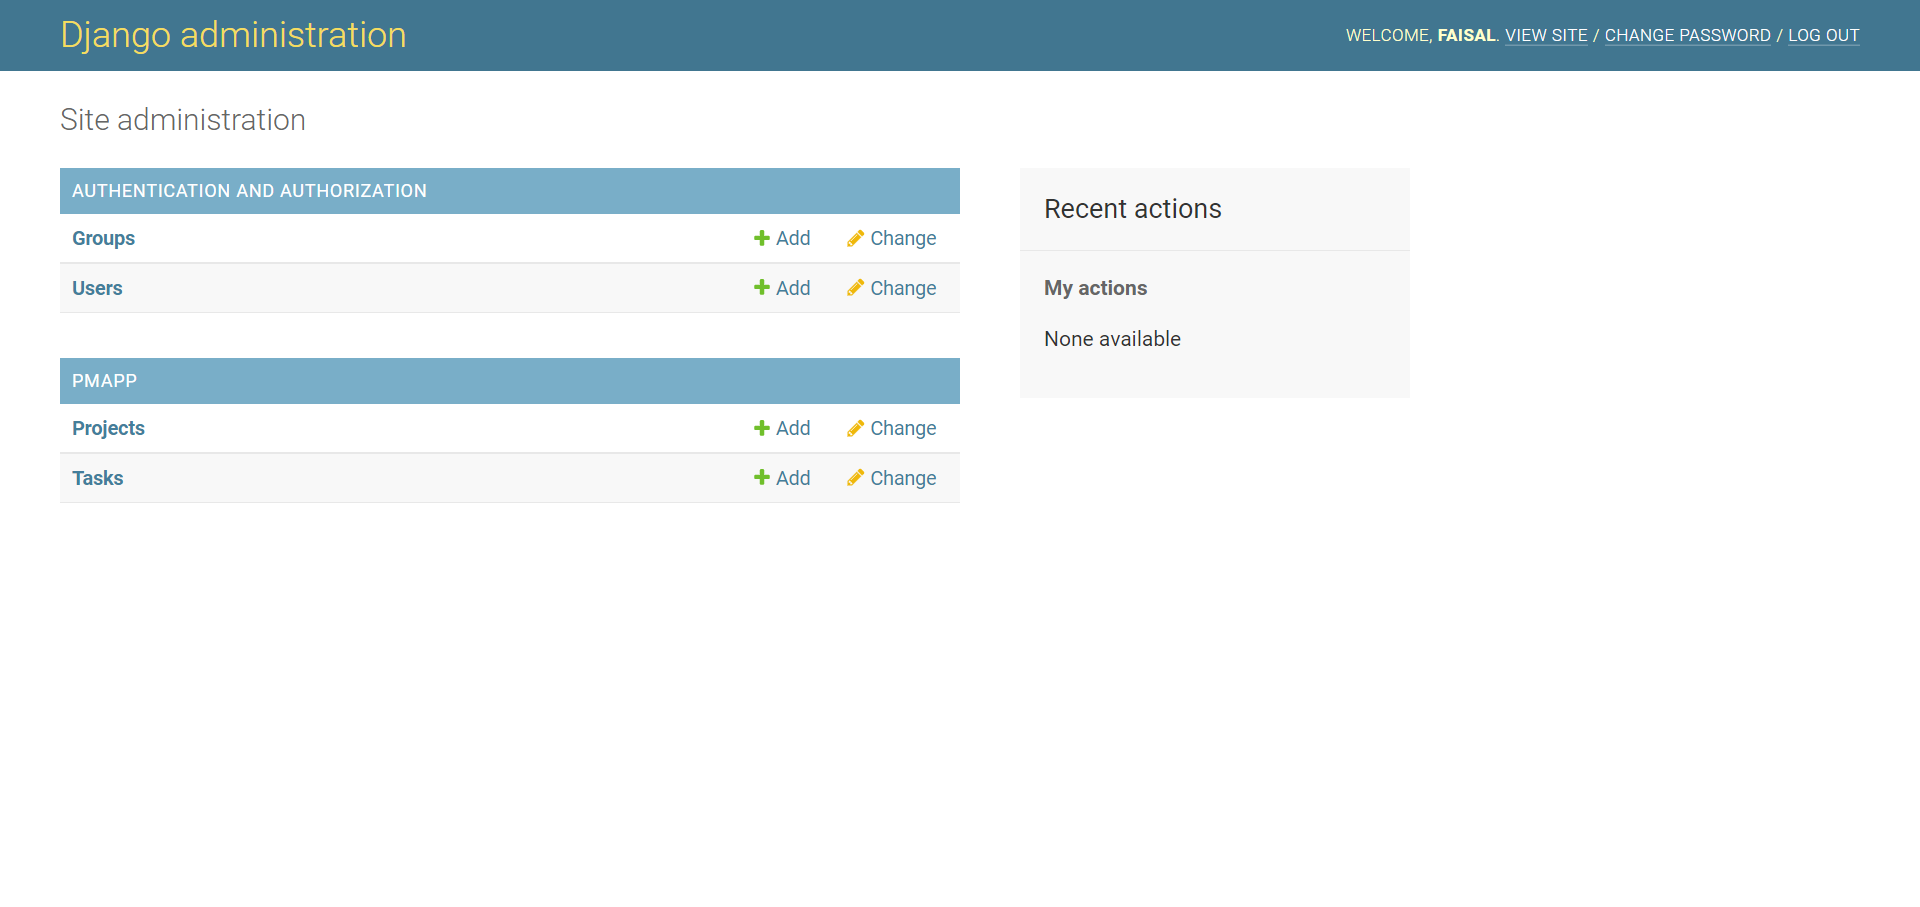 Django administration
WELCOME, FAISAL. VIEW SITE / CHANGE PASSWORD / LOG OUT
Site administration
AUTHENTICATION AND AUTHORIZATION
Groups Add Change
Users Add Change
PMAPP
Projects Add Change
Tasks Add Change
Recent actions
My actions
None available